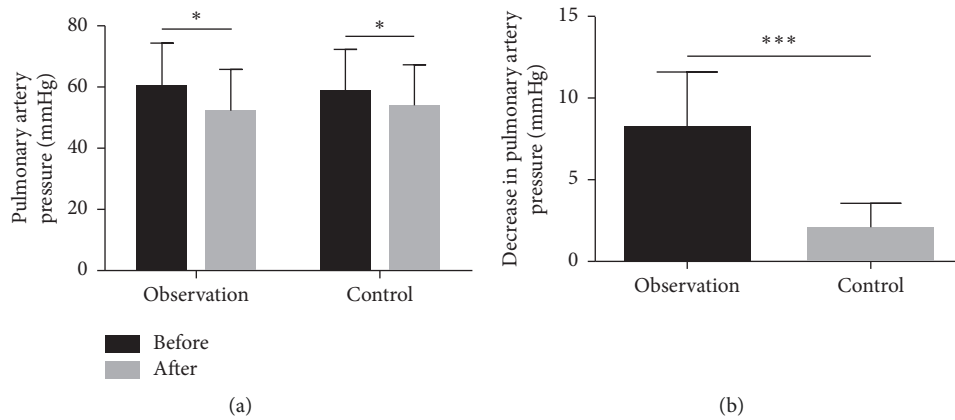 Pulmonary artery
pressure (mmHg)
80
60
40
20
0
*
*
Observation
Control
Before
After
(a)
Decrease in pulmonary artery
pressure (mmHg)
15
10
5
0
***
Observation
Control
(b)